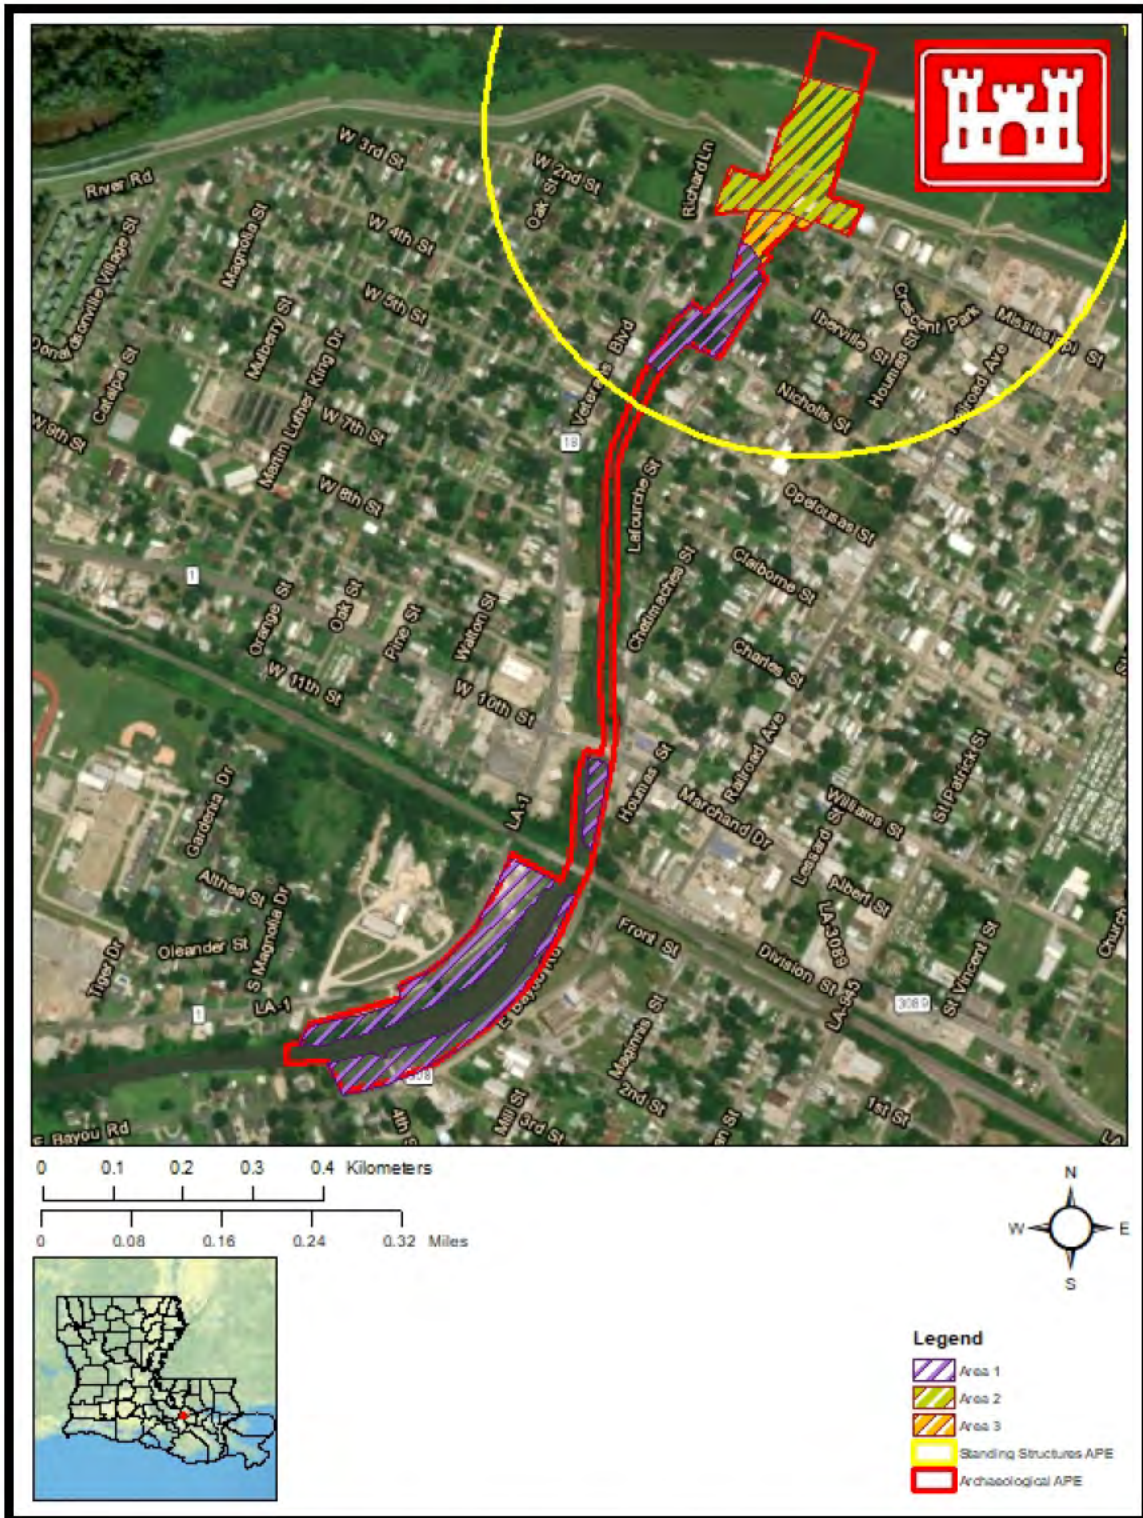 W 3rd St
W 2nd St
River Rd
Oak St
Richard Ln
Magnolia St
W 4th St
Donaldsonville Village St
W 5th St
Mulberry St
Martin Luther King Dr
Catalpa St
Veterans Blvd
Crescent Park
Iberville St
Houmas St
Mississippi St
Railroad Ave
Nicholls St
W 9th St
W 7th St
18
W 8th St
Lafourche St
Opelousas St
1
Chetimaches St
Claiborne St
Orange St
Oak St
Pine St
Walton St
W 11th St
W 10th St
Charles St
Railroad Ave
Houmas St
St Patrick St
Gardenia Dr
LA-1
Marchand Dr
Williams St
Lessard St
Albert St
Althea St
S Magnolia Dr
LA-3089
Church
Tiger Dr
Oleander St
Front St
Division St
St Vincent St
LA-1
1
E Bayou Rd
LA-945
3089
Maginnis St
308
2nd St
1st St
E Bayou Rd
4th S
Mill St
3rd St
an St
0 0.1 0.2 0.3 0.4 Kilometers
0 0.08 0.16 0.24 0.32 Miles
N
W E
S
Legend
Area 1
Area 2
Area 3
Standing Structures APE
Archaeological APE